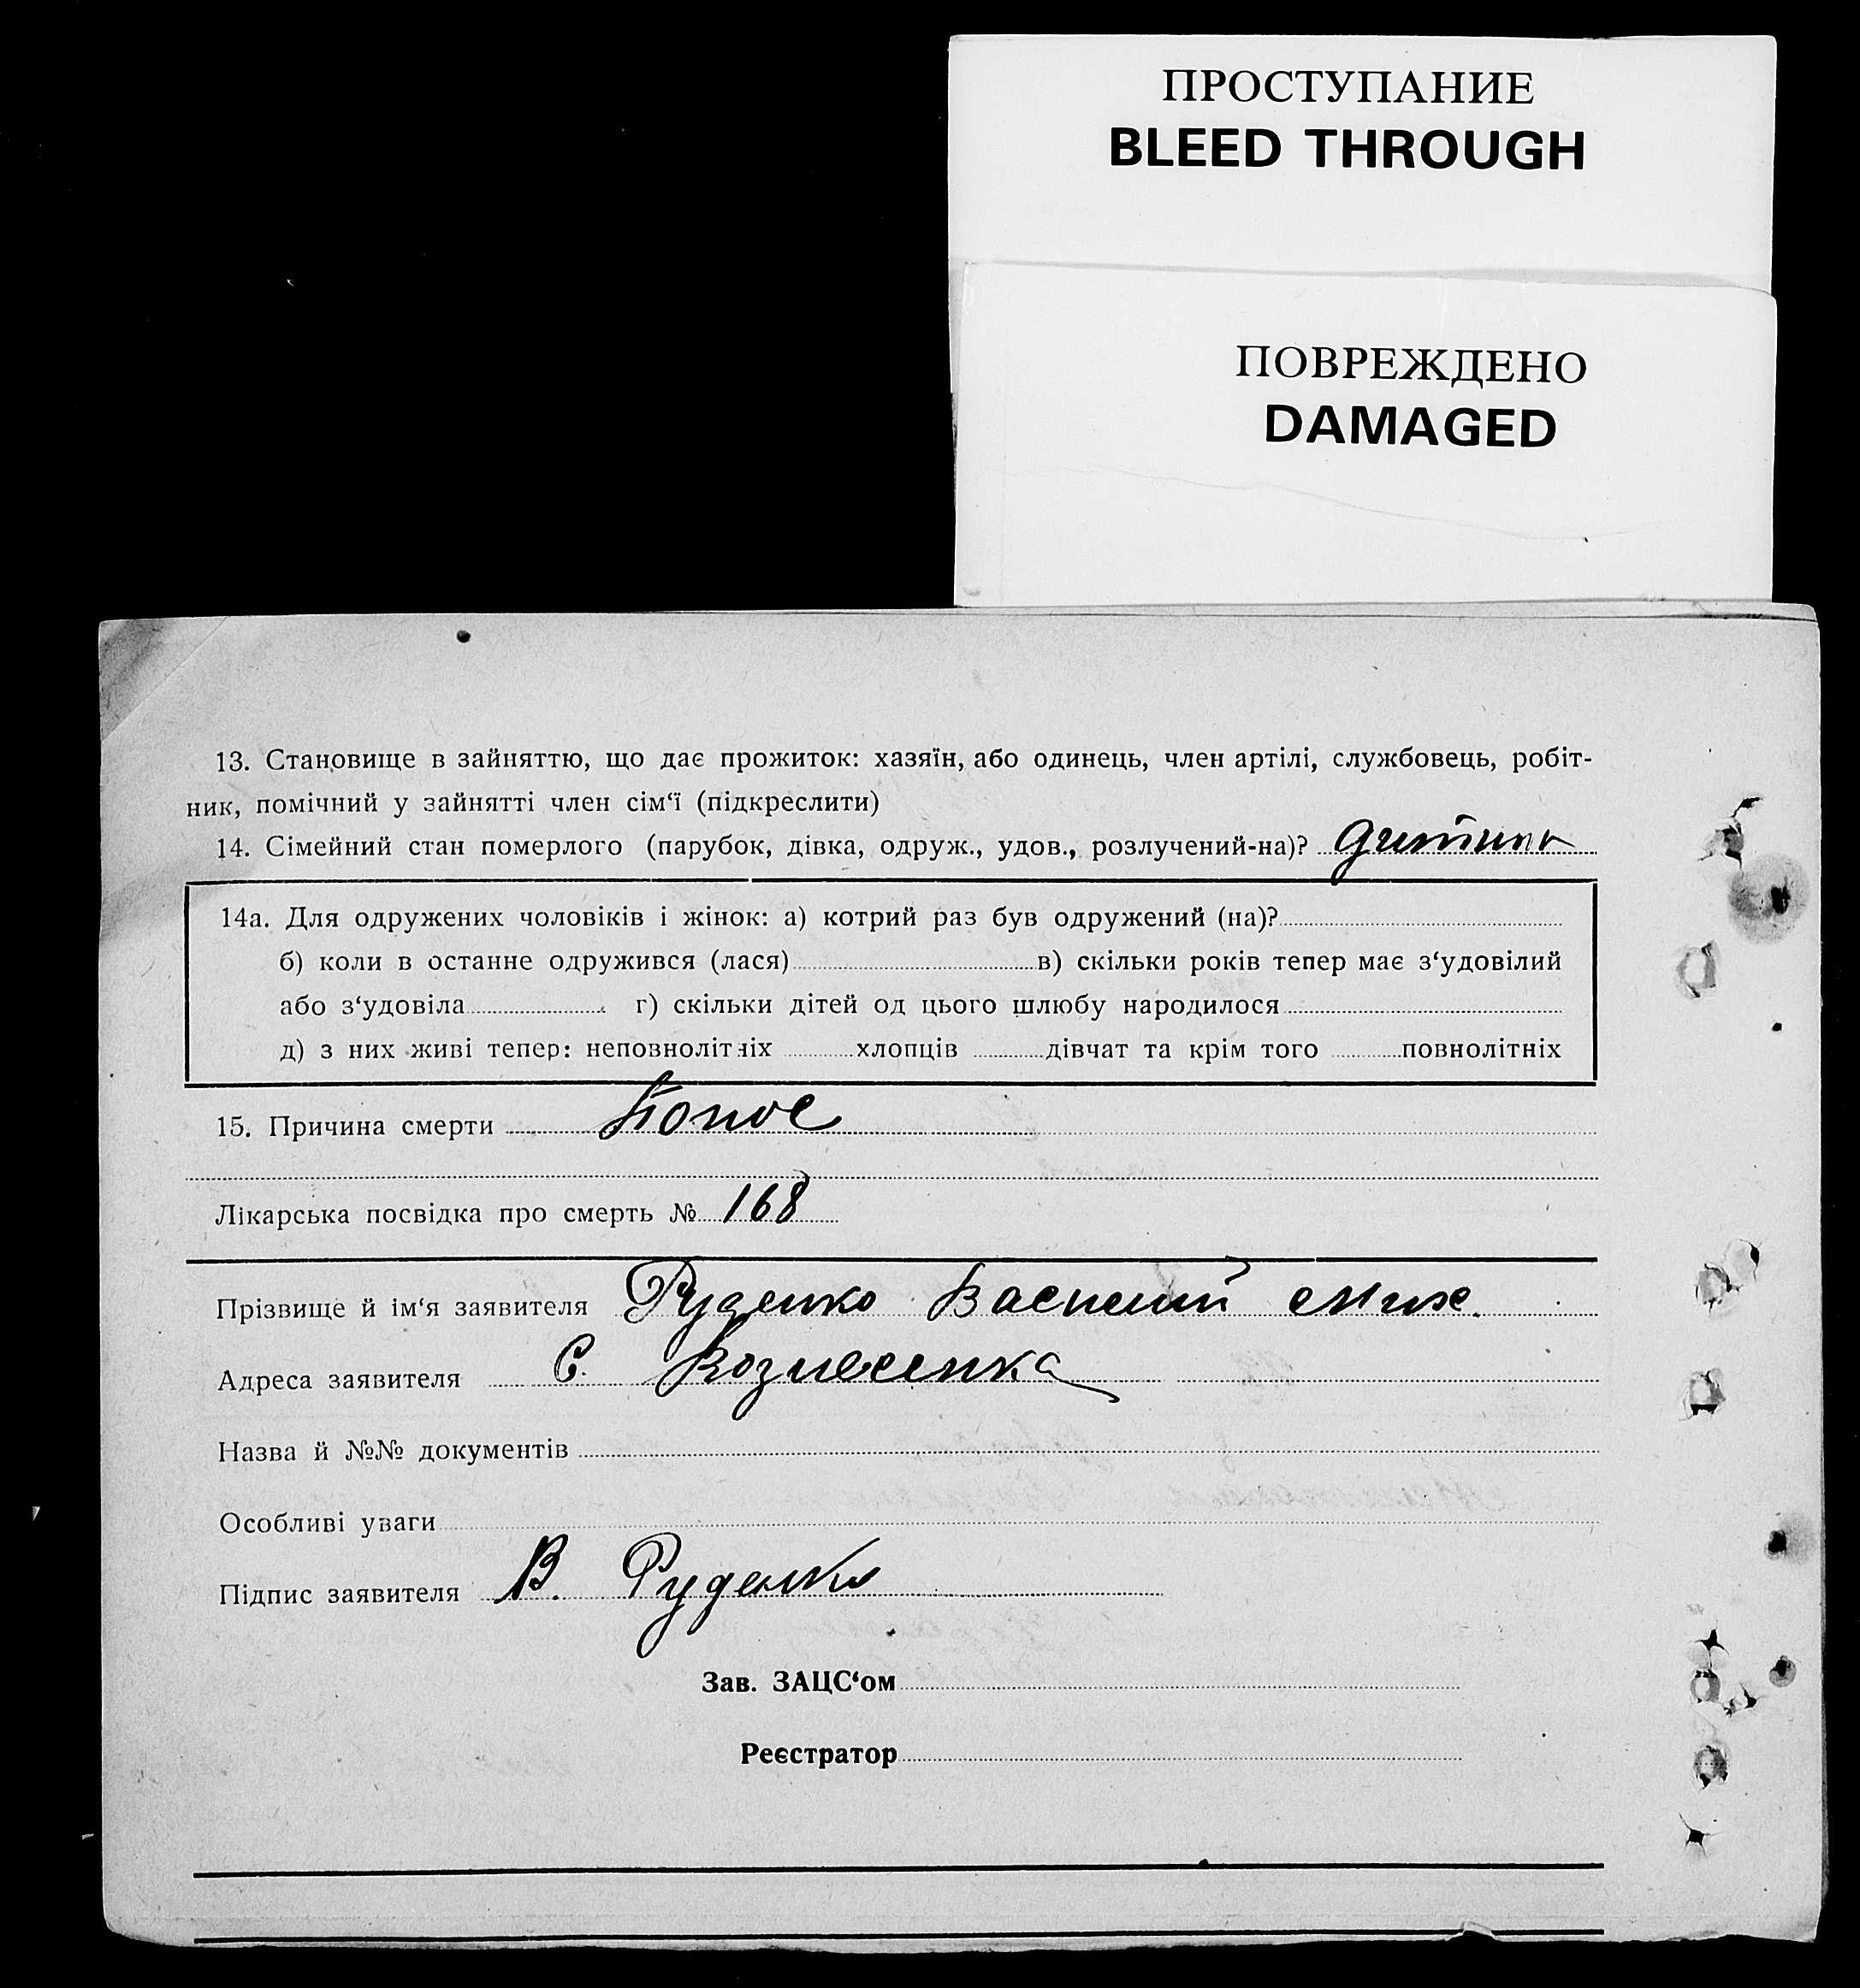 ПРОСТУПАНИЕ
BLEED THROUGH
ПОВРЕЖДЕНО
DAMAGED
13. Становище в зайняттю, що дає прожиток: хазяїн, або одинець, член артілі, службовець, робіт-
ник, помічний у зайнятті член сім‘ї (підкреслити)
14. Сімейний стан померлого (парубок, дівка, одруж., удов., розлучений-на)? дитина
14а. Для одружених чоловіків і жінок: а) котрий раз був одружений (на)?
б) коли в останнє одружився (лася) в) скільки років тепер має з‘удовілий
або з‘удовіла г) скільки дітей од цього шлюбу народилося
д) з них живі тепер: неповнолітніх хлопців дівчат та крім того повнолітніх
15. Причина смерти Понос
Лікарська посвідка про смерть № 168
Прізвище й ім‘я заявителя Руденко Василий Мих.
Адреса заявителя С. Вознесенка
Назва й №№ документів
Особливі уваги
Підпис заявителя В. Руденко
Зав. ЗАЦС‘ом
Реєстратор